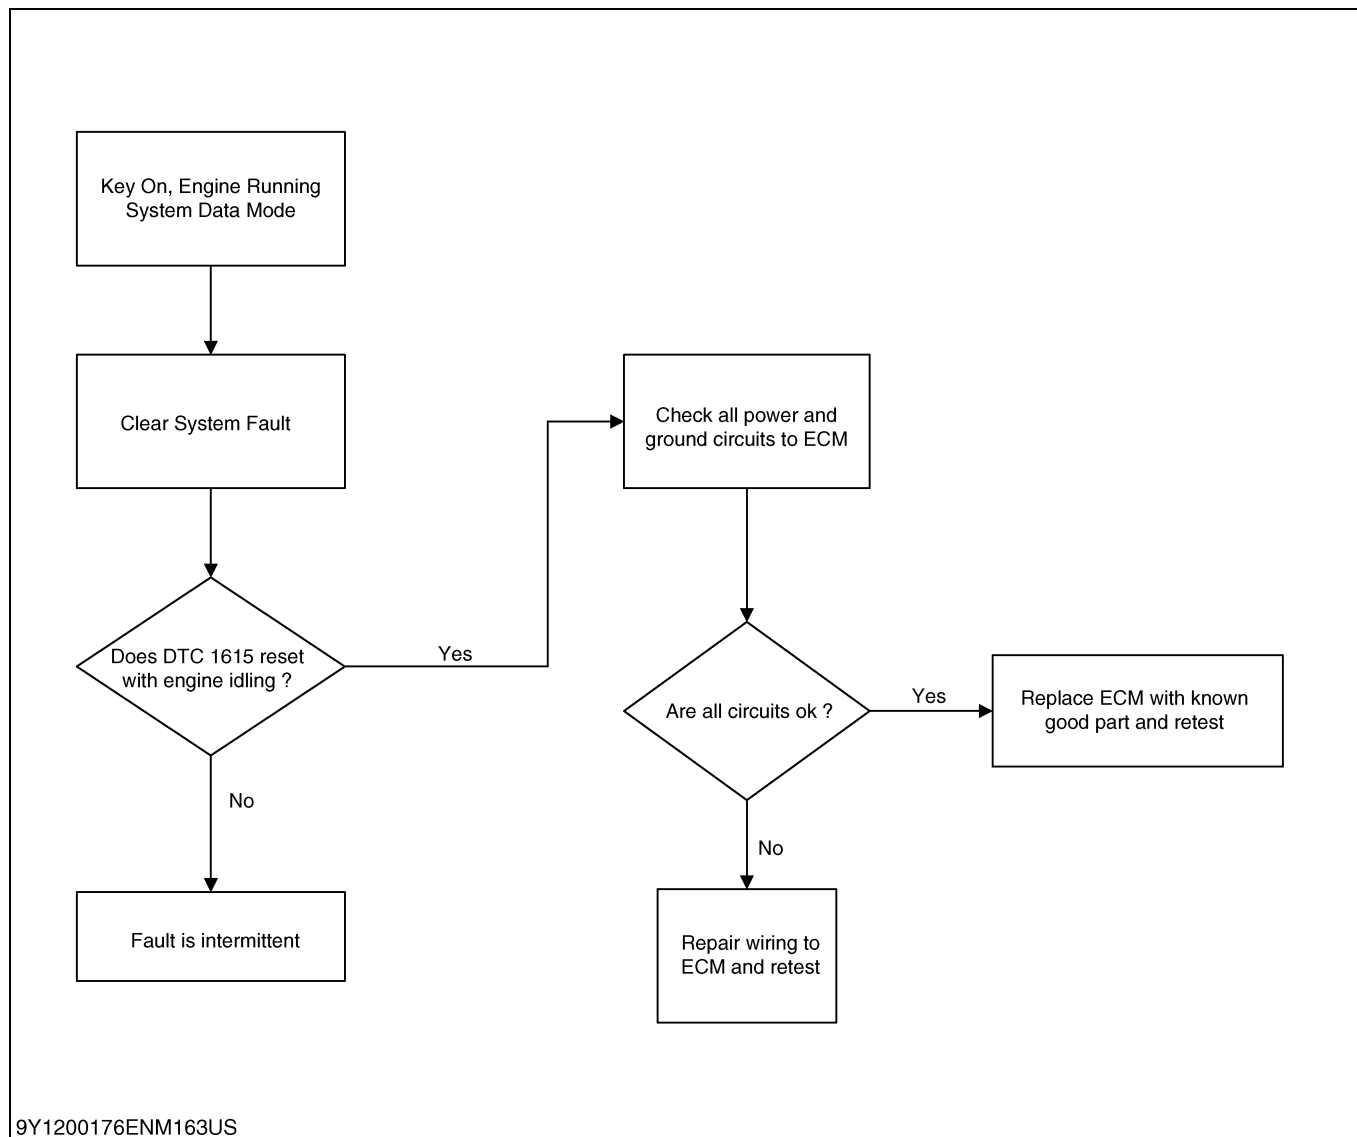 Key On, Engine Running
System Data Mode
Clear System Fault
Does DTC 1615 reset
with engine idling ?
Yes
No
Fault is intermittent
Check all power and
ground circuits to ECM
Are all circuits ok ?
Yes
Replace ECM with known
good part and retest
No
Repair wiring to
ECM and retest
9Y1200176ENM163US